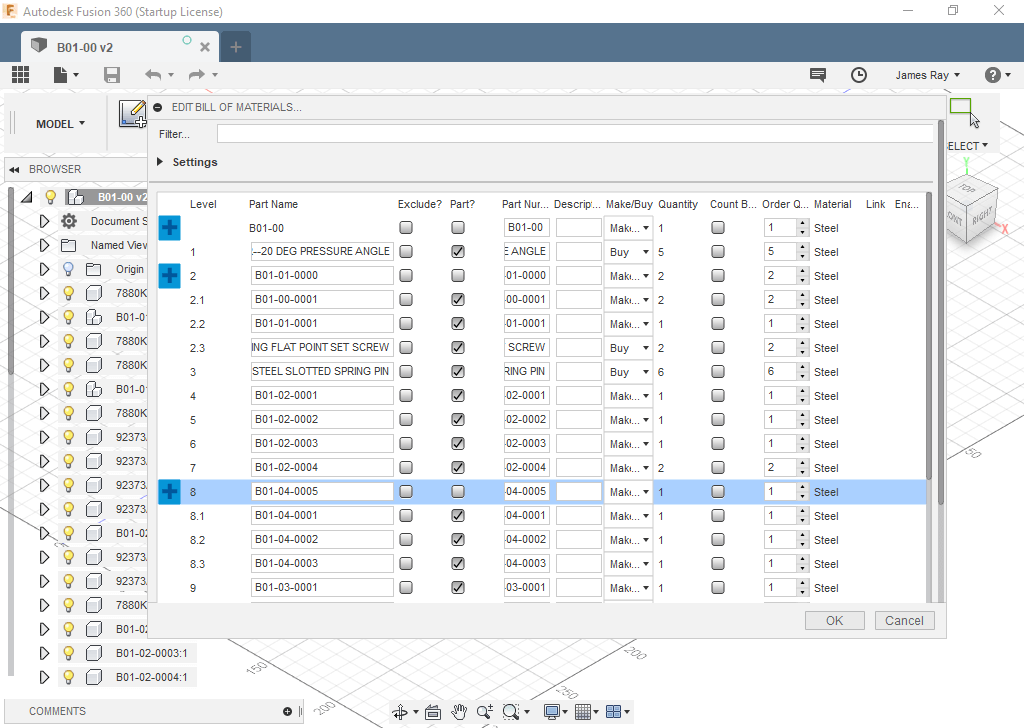 Autodesk Fusion 360 (Startup License)
B01-00 v2
James Ray
MODEL
EDIT BILL OF MATERIALS...
ELECT
Filter...
BROWSER
Settings
B01-00 v2
Document S
Named View
Origin
7880K
B01-0
7880K
7880K
B01-0
7880K
92373
92373
92373
92373
B01-02
92373
92373
7880K
B01-02
B01-02-0003:1
B01-02-0004:1
Level Part Name Exclude? Part? Part Nur... Descrip... Make/Buy Quantity Count B... Order Q... Material Link Ena...
B01-00 B01-00 Mak... 1 1 Steel
1 .--20 DEG PRESSURE ANGLE E ANGLE Buy 5 5 Steel
2 B01-01-0000 -01-0000 Mak... 2 2 Steel
2.1 B01-00-0001 -00-0001 Mak... 2 2 Steel
2.2 B01-01-0001 -01-0001 Mak... 1 1 Steel
2.3 ING FLAT POINT SET SCREW SCREW Buy 2 2 Steel
3 STEEL SLOTTED SPRING PIN RING PIN Buy 6 6 Steel
4 B01-02-0001 -02-0001 Mak... 1 1 Steel
5 B01-02-0002 -02-0002 Mak... 1 1 Steel
6 B01-02-0003 -02-0003 Mak... 1 1 Steel
7 B01-02-0004 -02-0004 Mak... 2 2 Steel
8 B01-04-0005 -04-0005 Mak... 1 1 Steel
8.1 B01-04-0001 -04-0001 Mak... 1 1 Steel
8.2 B01-04-0002 -04-0002 Mak... 1 1 Steel
8.3 B01-04-0003 -04-0003 Mak... 1 1 Steel
9 B01-03-0001 -03-0001 Mak... 1 1 Steel
OK Cancel
Y
TOP
RIGHT
X
50
150
200
250
200
COMMENTS